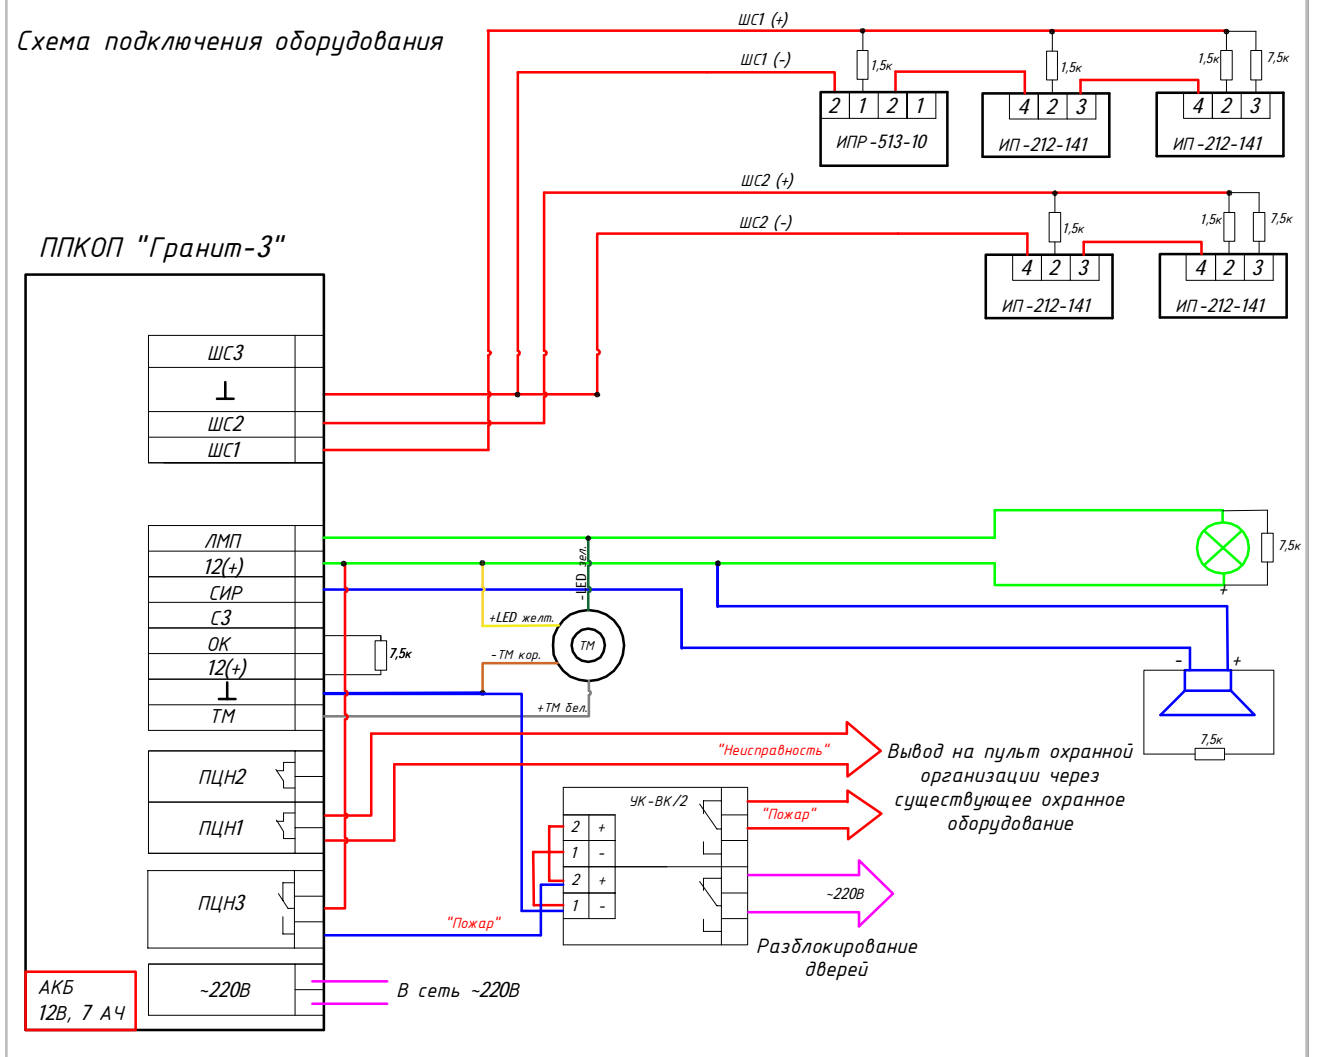 Схема подключения оборудования
ШС1 (+)
ШС1 (-)
1,5к
1,5к
1,5к
7,5к
2 1 2 1
ИПР-513-10
4 2 3
ИП-212-141
4 2 3
ИП-212-141
ШС2 (+)
ШС2 (-)
1,5к
1,5к
7,5к
4 2 3
ИП-212-141
4 2 3
ИП-212-141
ППКОП "Гранит-3"
ШС3
⊥
ШС2
ШС1
ЛМП
12(+)
СИР
СЗ
ОК
12(+)
⊥
ТМ
7,5к
-LED зел.
+LED желт.
-ТМ кор.
+ТМ бел.
ТМ
+
7,5к
- +
7,5к
ПЦН2
ПЦН1
ПЦН3
~220В
"Неисправность"
"Пожар"
Вывод на пульт охранной
организации через
существующее охранное
оборудование
УК-ВК/2
2 +
1 -
2 +
1 -
"Пожар"
~220В
Разблокирование
дверей
АКБ
12В, 7 АЧ
В сеть ~220В